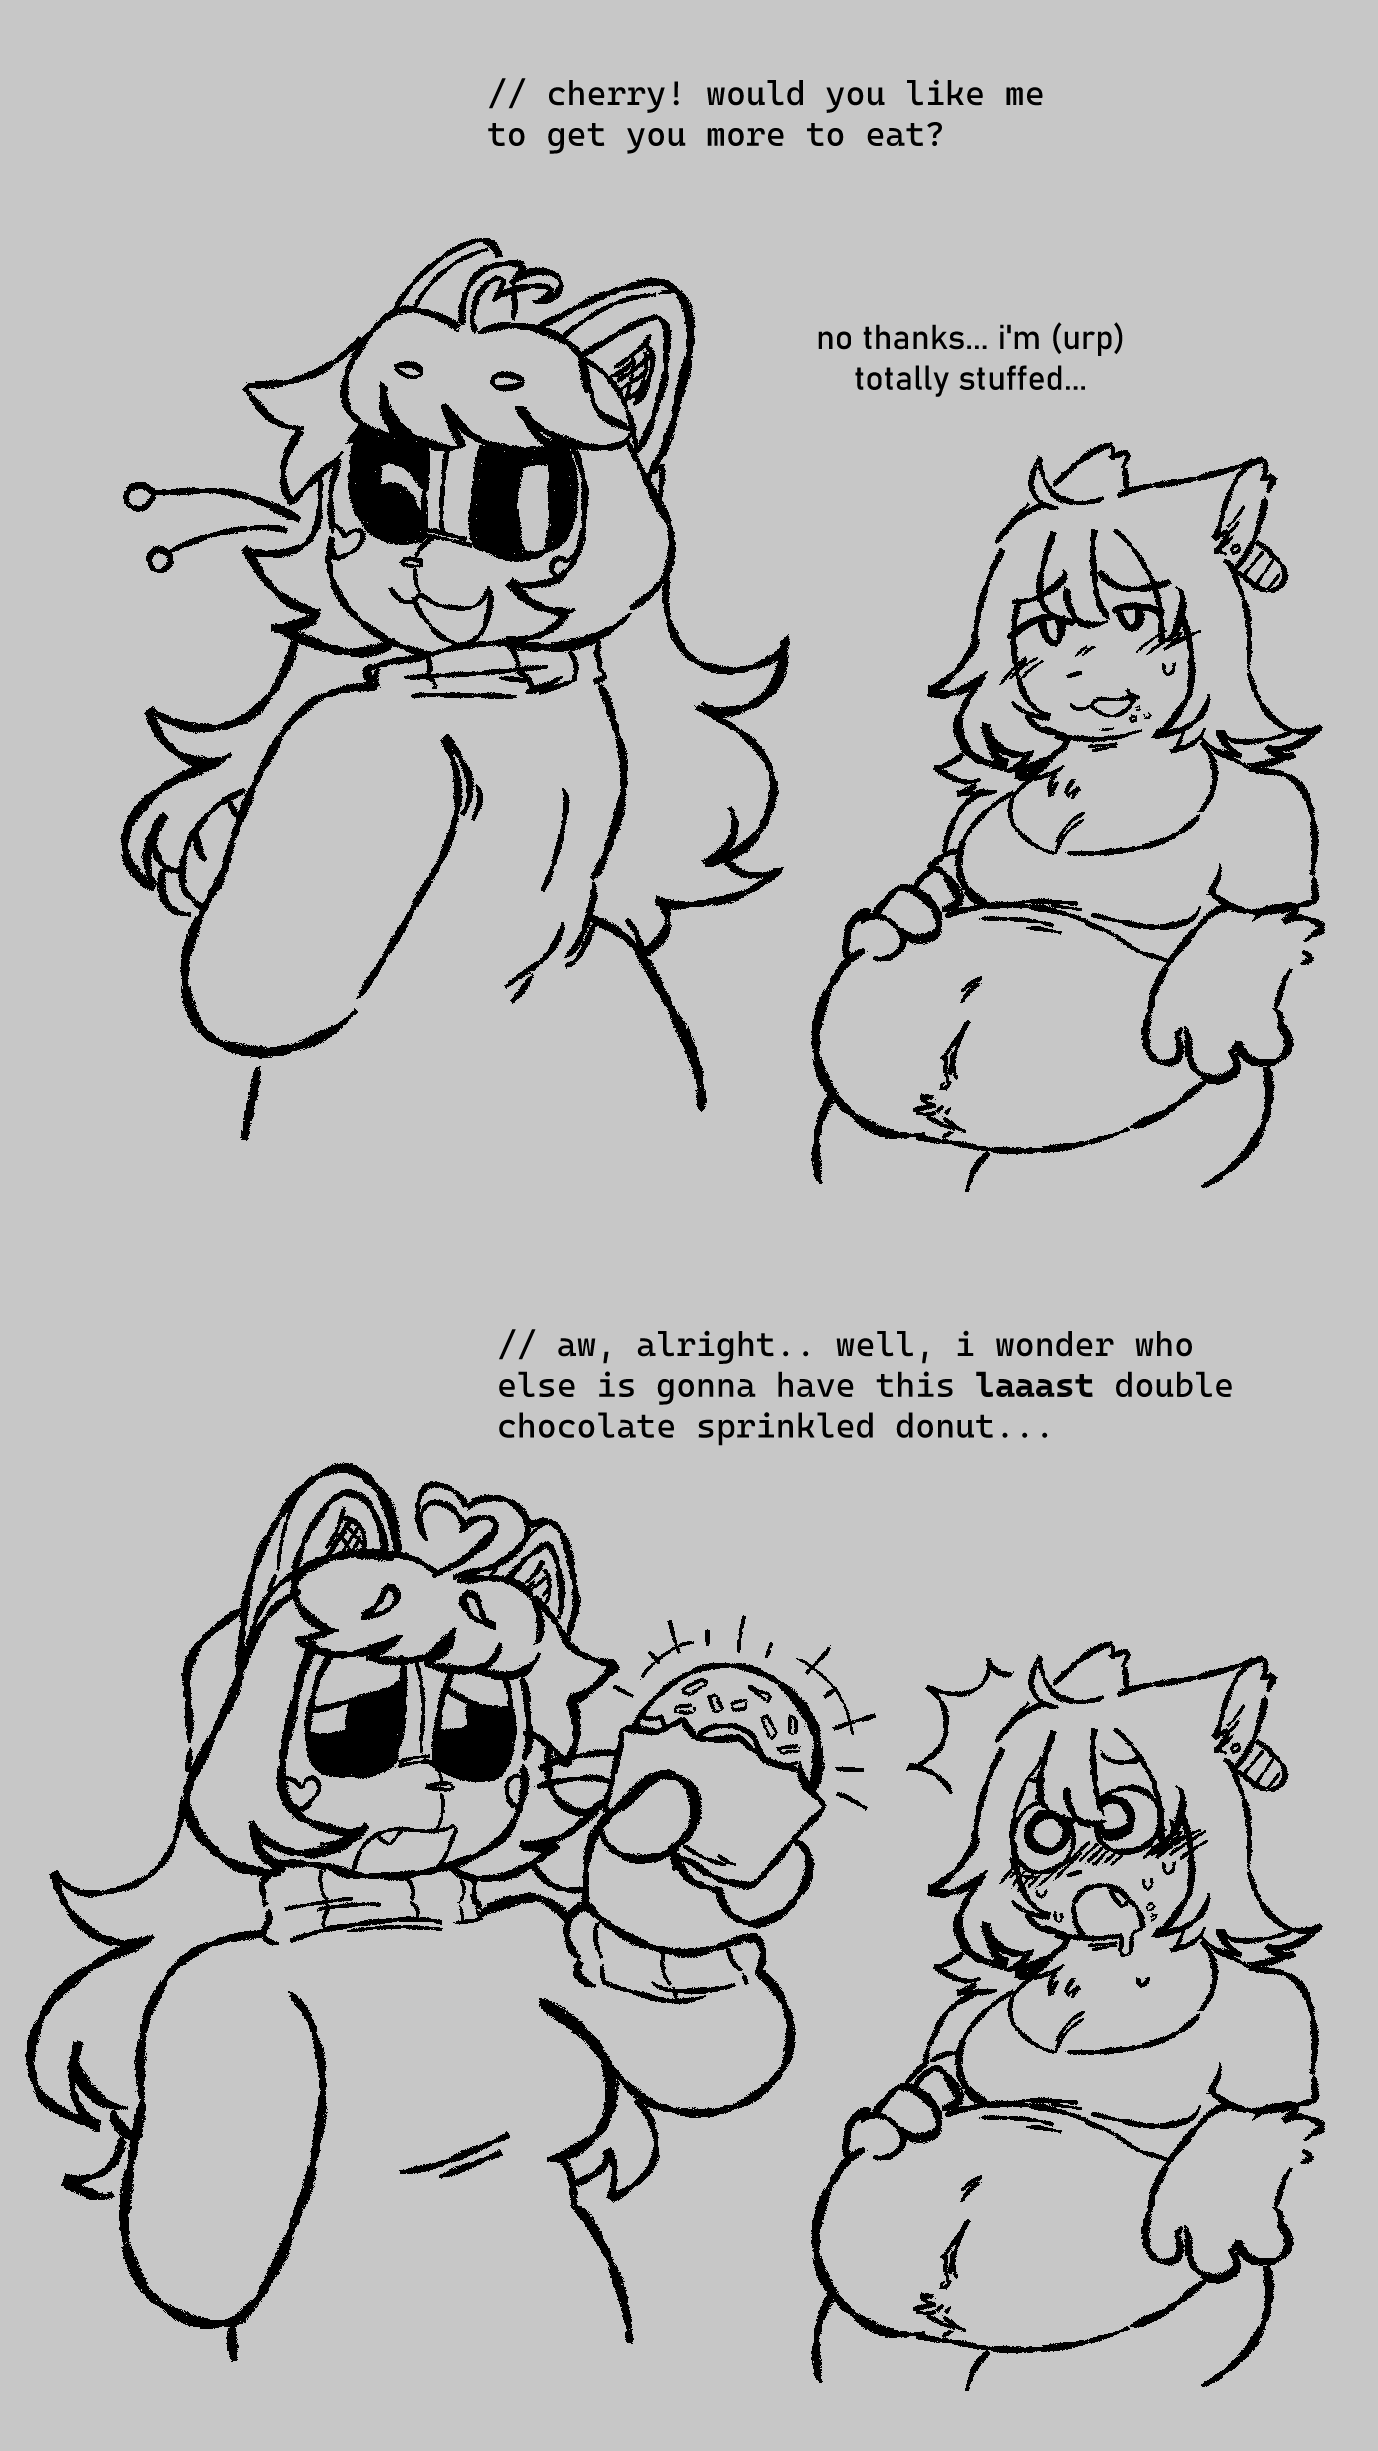 // cherry! would you like me
to get you more to eat?
no thanks... i'm (urp)
totally stuffed...
// aw, alright.. well, i wonder who
else is gonna have this laaast double
chocolate sprinkled donut...